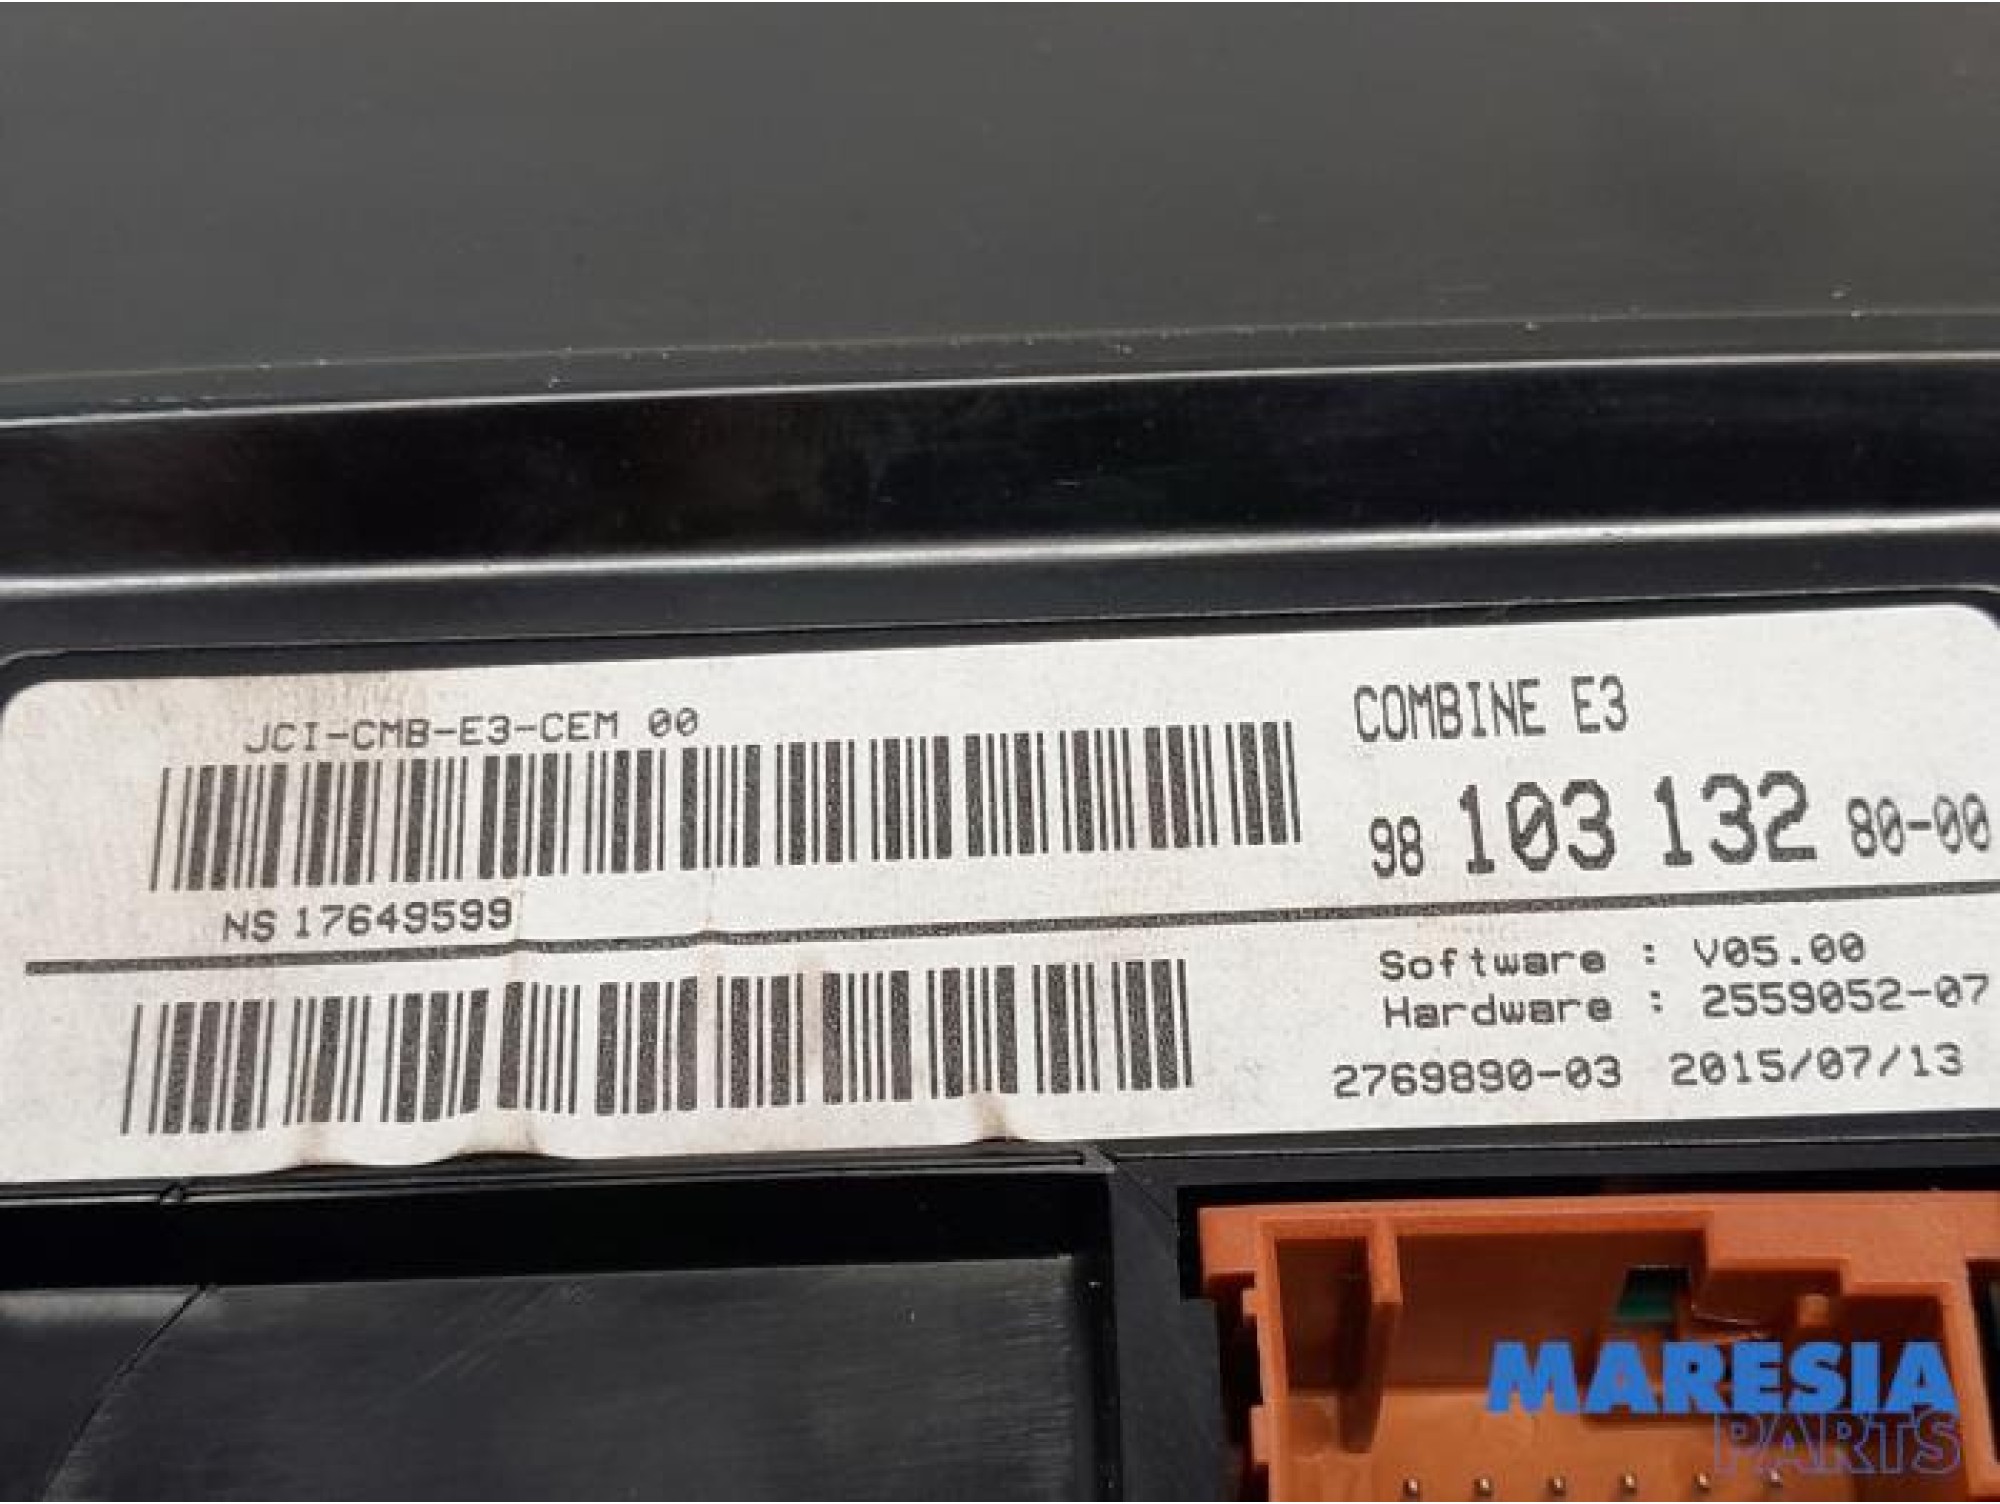 JCI-CMB-E3-CEM 00
COMBINE E3
98 103 132 80-00
NS 17649599
Software : V05.00
Hardware : 2559052-07
2769890-03 2015/07/13
MARESIA
PARTS